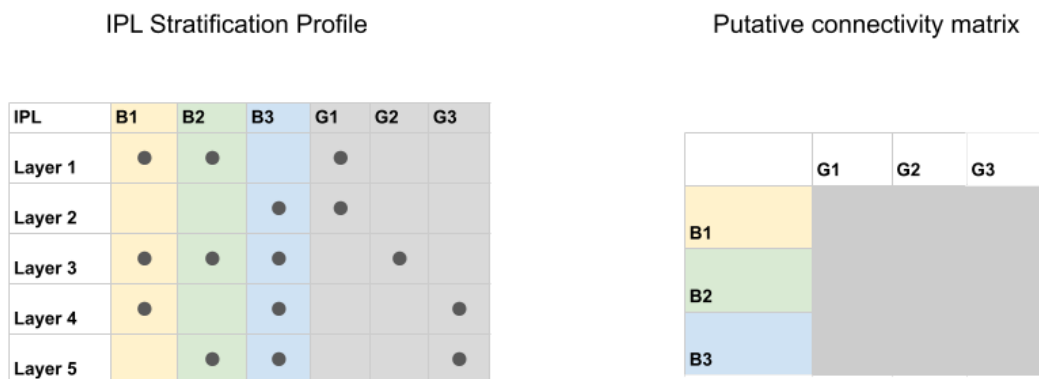 IPL Stratification Profile
Putative connectivity matrix
IPL B1 B2 B3 G1 G2 G3
Layer 1
Layer 2
Layer 3
Layer 4
Layer 5
G1 G2 G3
B1
B2
B3